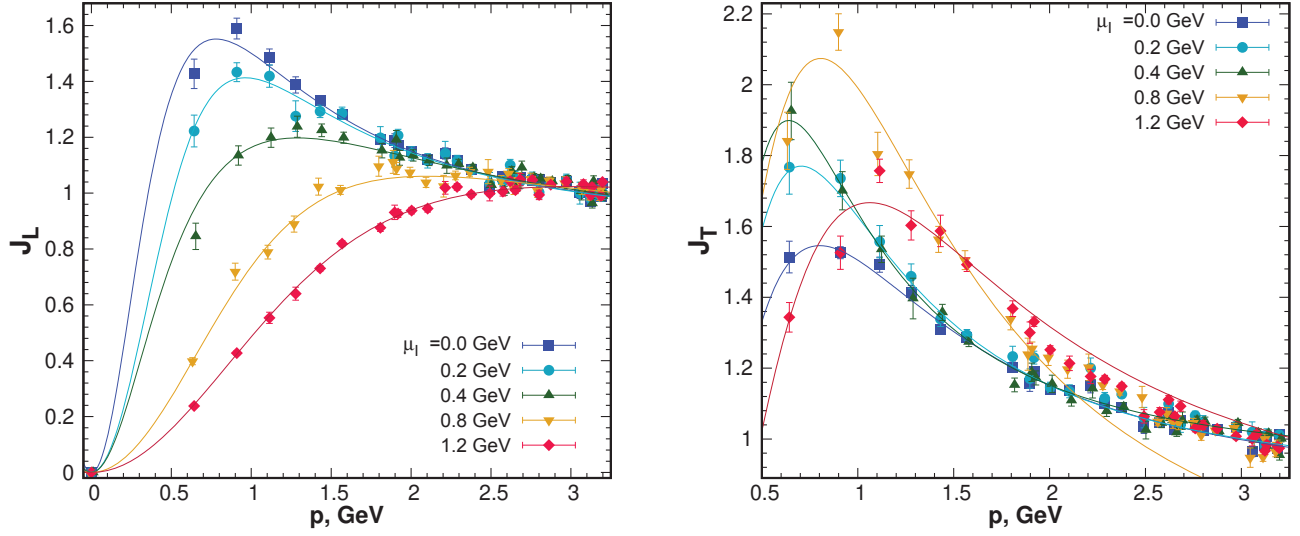 1.6
1.4
1.2
1
0.8
0.6
0.4
0.2
0
J_L
μ_I =0.0 GeV
0.2 GeV
0.4 GeV
0.8 GeV
1.2 GeV
0 0.5 1 1.5 2 2.5 3
p, GeV
2.2
2
1.8
1.6
1.4
1.2
1
J_T
μ_I =0.0 GeV
0.2 GeV
0.4 GeV
0.8 GeV
1.2 GeV
0.5 1 1.5 2 2.5 3
p, GeV